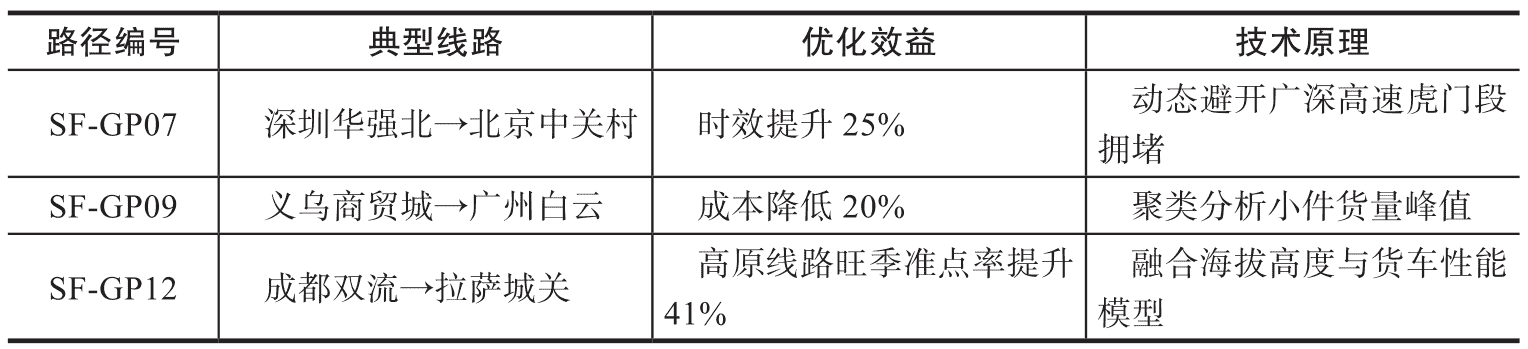 路径编号 典型线路 优化效益 技术原理
SF-GP07 深圳华强北→北京中关村 时效提升 25% 动态避开广深高速虎门段
拥堵
SF-GP09 义乌商贸城→广州白云 成本降低 20% 聚类分析小件货量峰值
SF-GP12 成都双流→拉萨城关 高原线路旺季准点率提升
41% 融合海拔高度与货车性能
模型